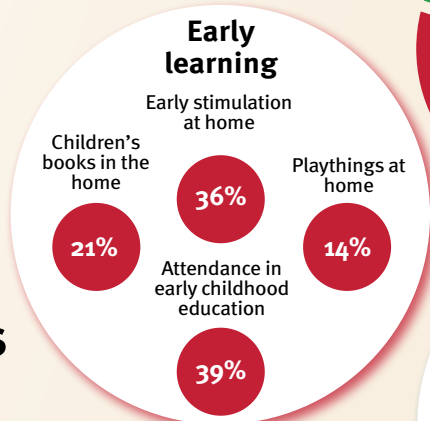 Early
learning
Early stimulation
at home
36%
Children's
books in the
home
21%
Playthings at
home
14%
Attendance in
early childhood
education
39%
s